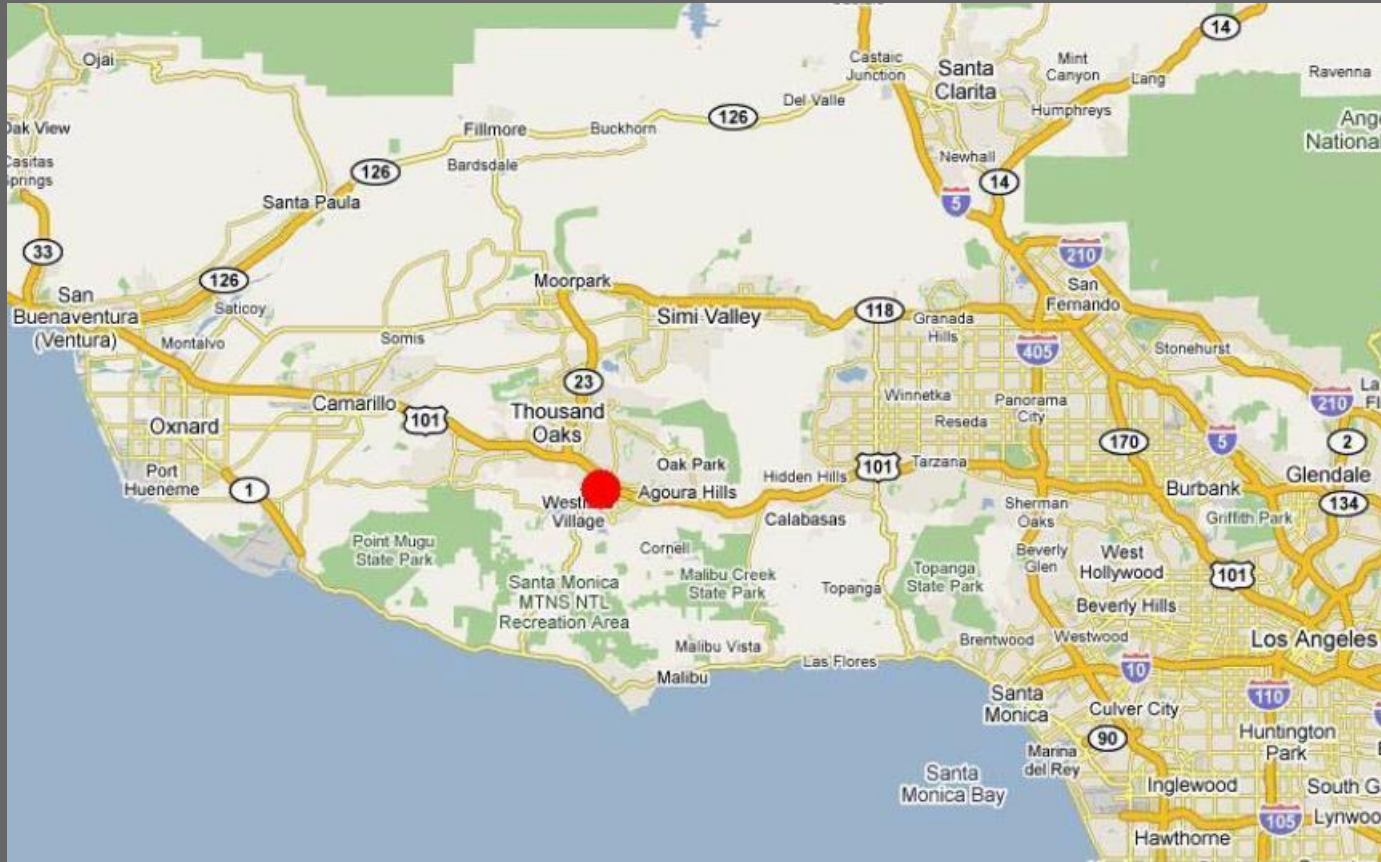 14
Ojai
Castaic
Junction
Santa
Clarita
Mint
Canyon
Lang
Ravenna
Del Valle
Humphreys
126
Oak View
Fillmore
Buckhorn
National
Casitas
Springs
Bardsdale
Newhall
126
14
Santa Paula
5
33
210
126
San
Buenaventura
(Ventura)
Saticoy
Moorpark
San
Fernando
Simi Valley
118
Granada
Hills
Montalvo
Somis
405
Stonehurst
23
Winnetka
Panorama
City
210
Camarillo
101
Thousand
Oaks
Reseda
Oxnard
170
5
2
Port
Hueneme
Oak Park
Hidden Hills
101
Tarzana
Glendale
1
Agoura Hills
Burbank
134
Village
Calabasas
Sherman
Oaks
Griffith Park
Point Mugu
State Park
Cornell
Beverly
Glen
West
Hollywood
Santa Monica
MTNS NTL
Recreation Area
Malibu Creek
State Park
Topanga
Topanga
State Park
101
Beverly Hills
Malibu Vista
Brentwood
Westwood
Los Angeles
Las Flores
Malibu
10
Santa
Monica
110
Culver City
90
Huntington
Park
Marina
del Rey
Santa
Monica Bay
Inglewood
South G
105
Lynwoo
Hawthorne